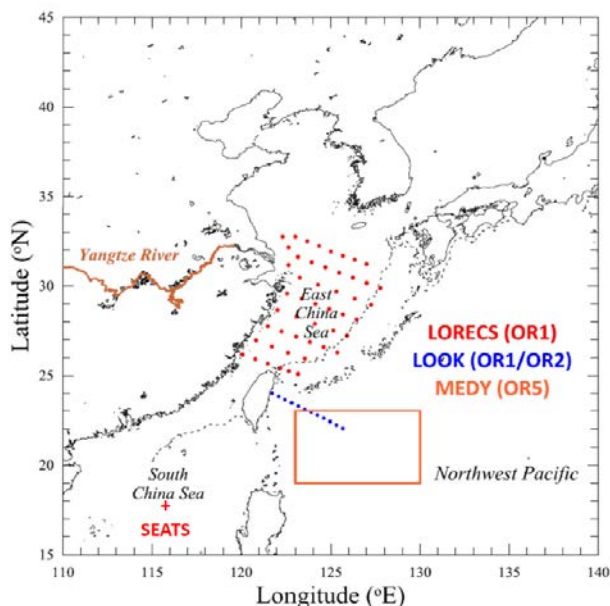 45
40
35
30
25
20
15
Latitude (°N)
Yangtze River
East
China
Sea
LORECS (OR1)
LOOK (OR1/OR2)
MEDY (OR5)
South
China Sea
+
SEATS
Northwest Pacific
110 115 120 125 130 135 140
Longitude (°E)